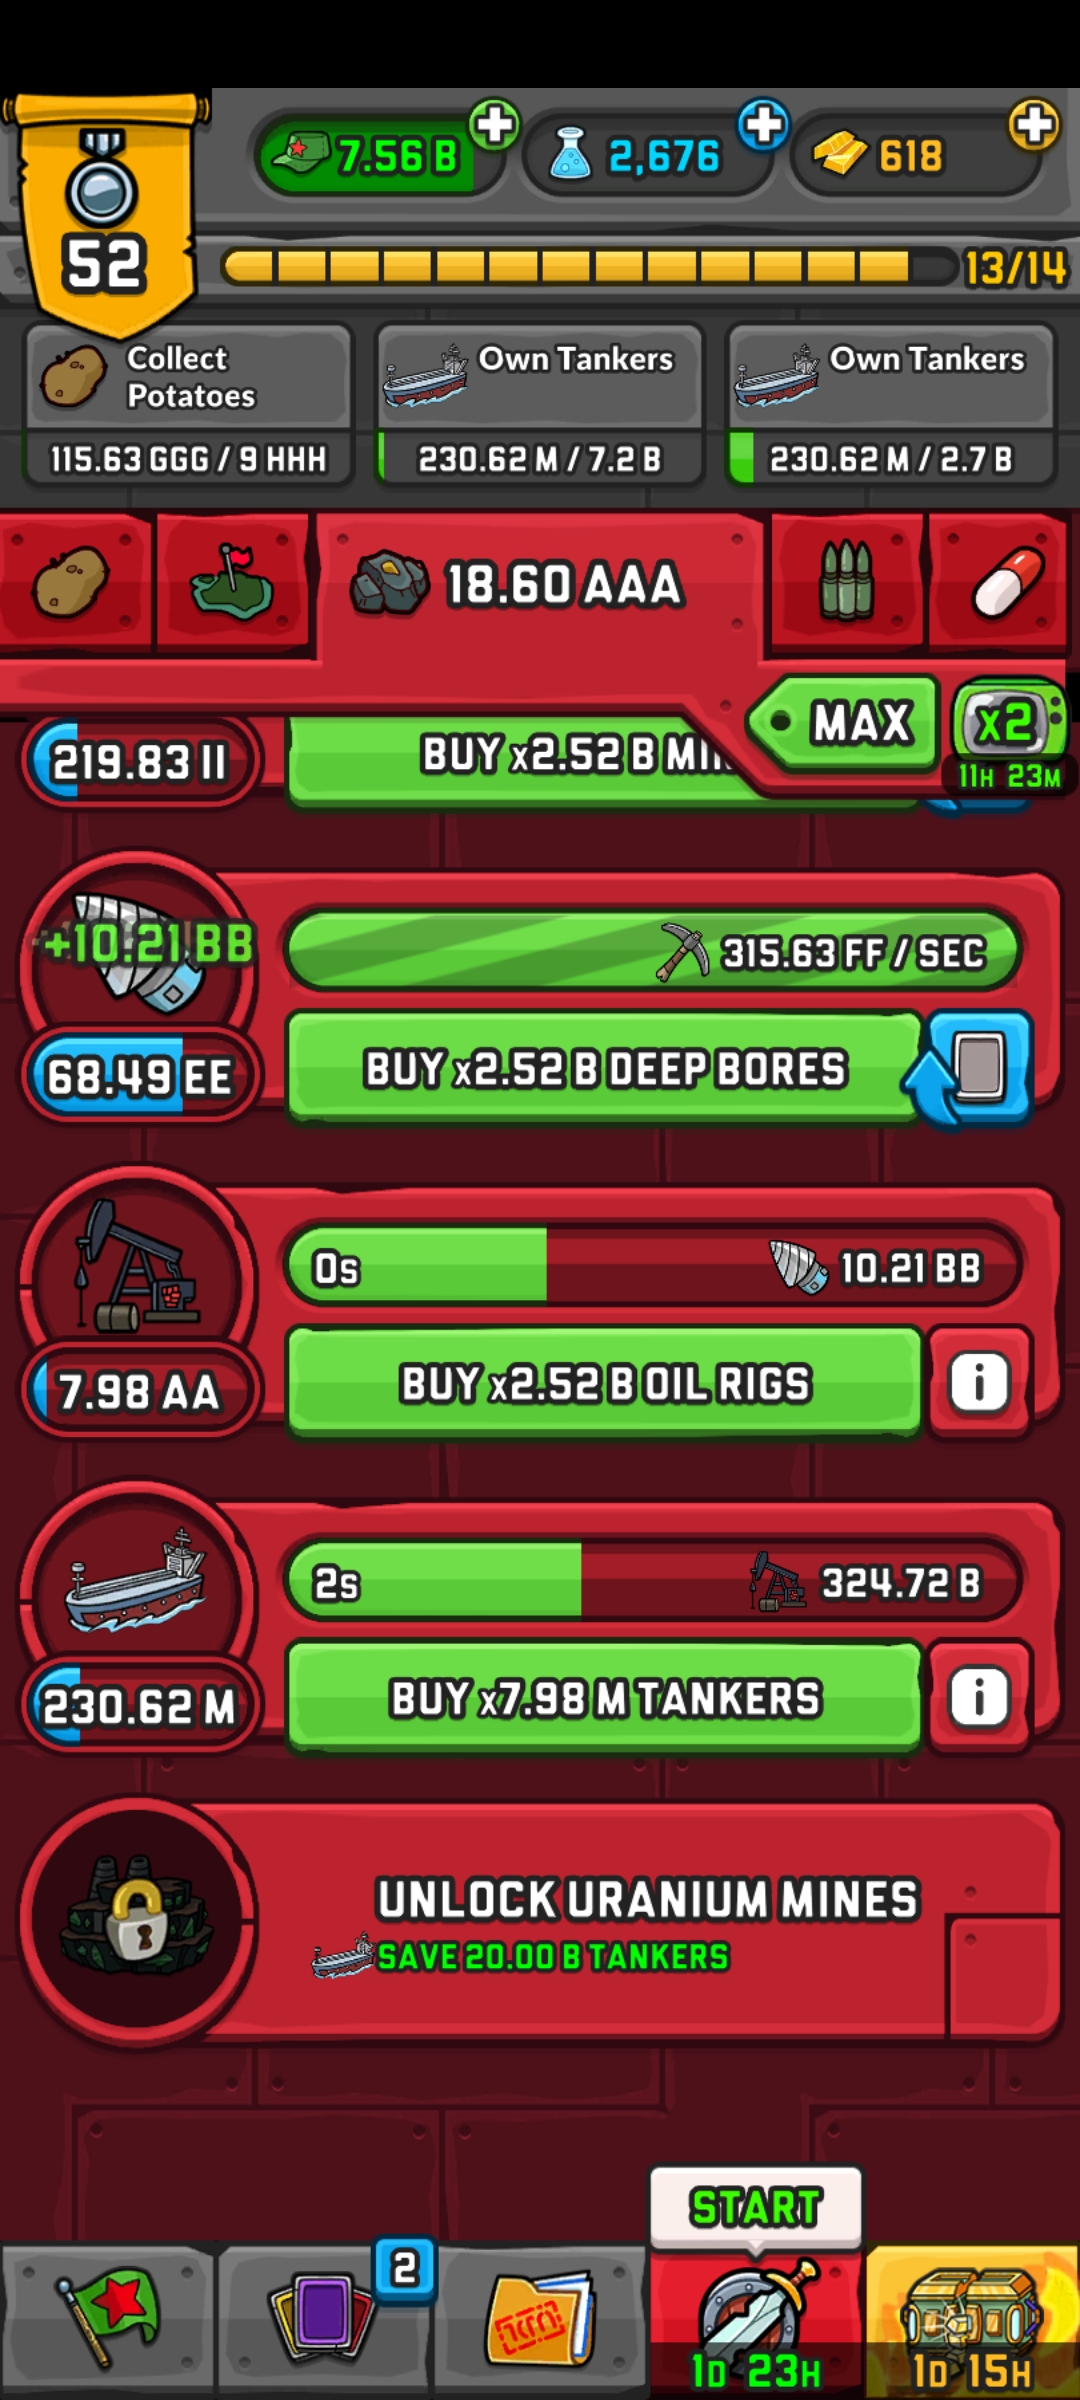 7.56 B
2,676
618
52
13/14
Collect
Potatoes
115.63 GGG / 9 HHH
Own Tankers
230.62 M / 7.2 B
Own Tankers
230.62 M / 2.7 B
18.60 AAA
MAX
x2
11H 23M
219.83 II
BUY x2.52 B
+10.21 BB
315.63 FF / SEC
68.49 EE
BUY x2.52 B DEEP BORES
0s
10.21 BB
7.98 AA
BUY x2.52 B OIL RIGS
2s
324.72 B
230.62 M
BUY x7.98 M TANKERS
UNLOCK URANIUM MINES
SAVE 20.00 B TANKERS
START
2
1D 23H
1D 15H